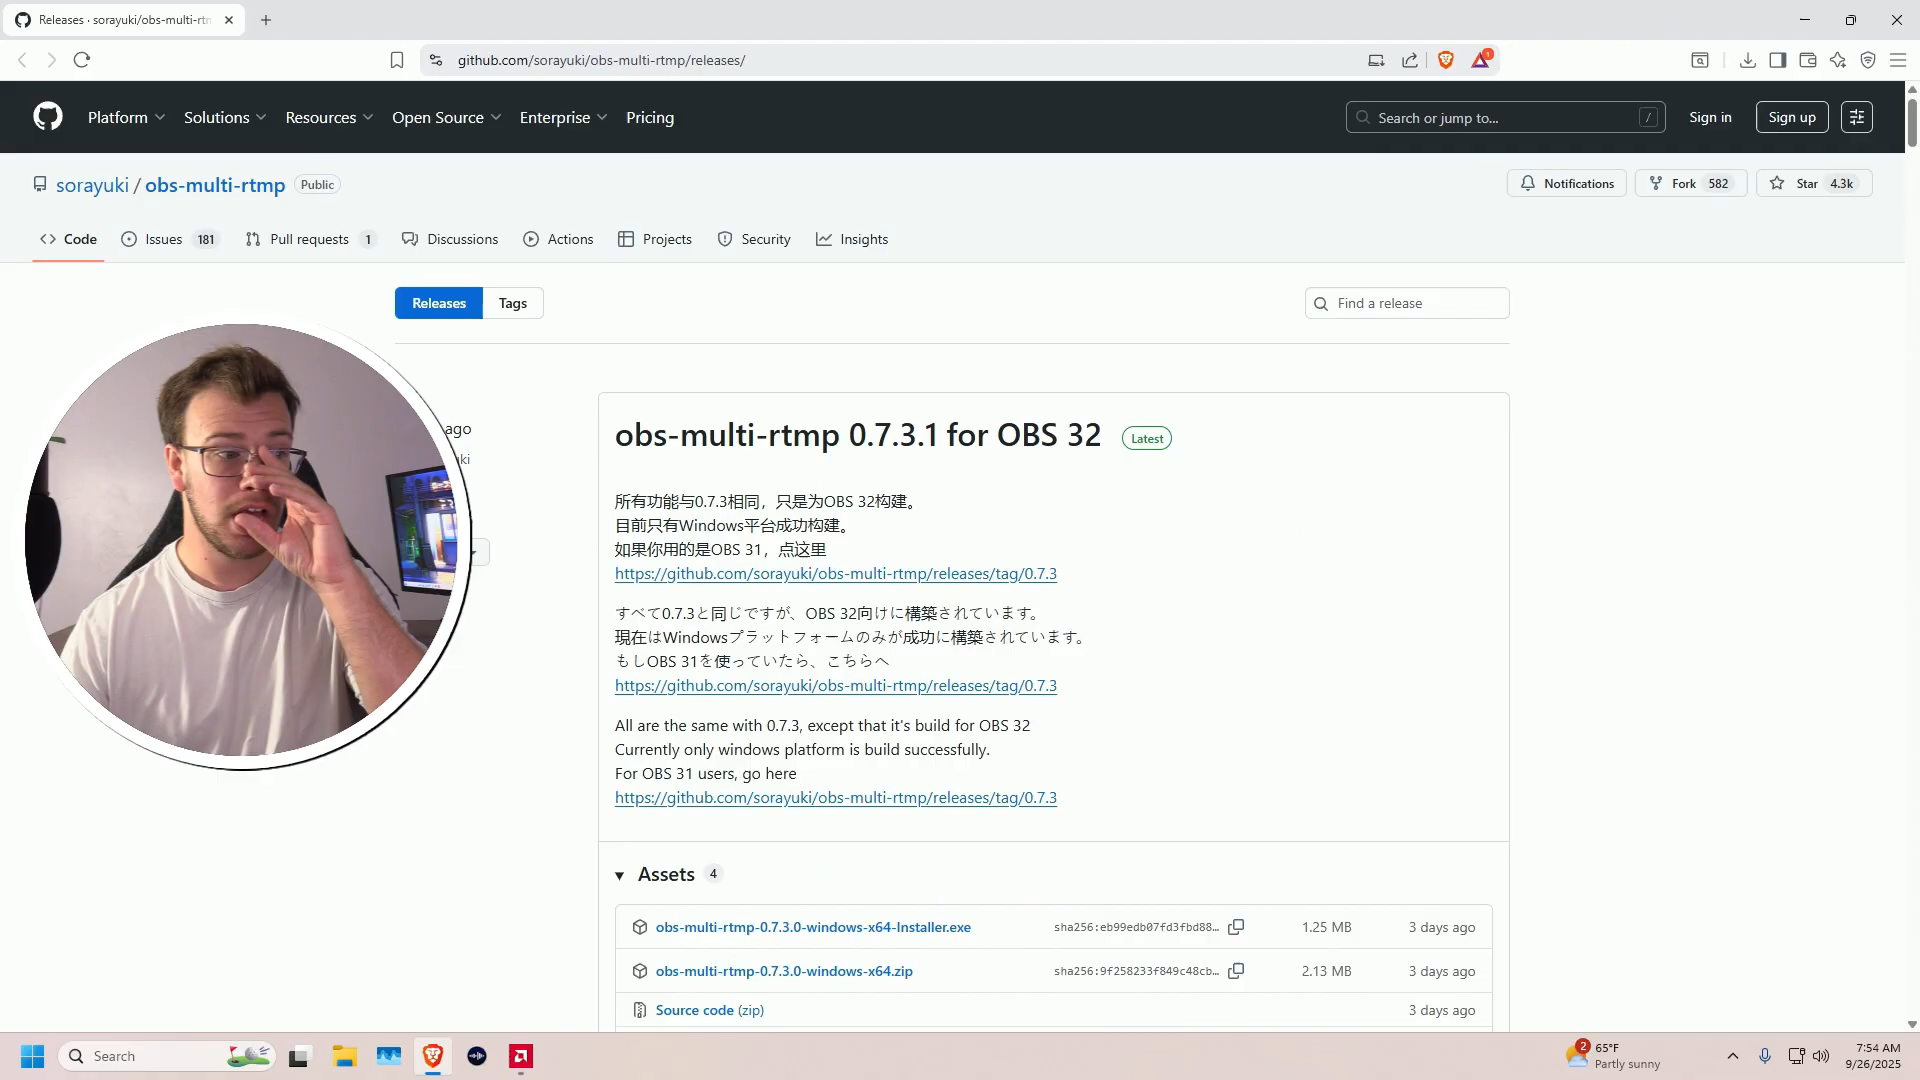 Releases · sorayuki/obs-multi-rtm
github.com/sorayuki/obs-multi-rtmp/releases/
1
Platform
Solutions
Resources
Open Source
Enterprise
Pricing
Search or jump to...
/
Sign in
Sign up
sorayuki / obs-multi-rtmp
Public
Notifications
Fork 582
Star 4.3k
Code
Issues 181
Pull requests 1
Discussions
Actions
Projects
Security
Insights
Releases
Tags
Find a release
ago
ki
obs-multi-rtmp 0.7.3.1 for OBS 32
Latest
所有功能与0.7.3相同，只是为OBS 32构建。
目前只有Windows平台成功构建。
如果你用的是OBS 31，点这里
https://github.com/sorayuki/obs-multi-rtmp/releases/tag/0.7.3
すべて0.7.3と同じですが、OBS 32向けに構築されています。
現在はWindowsプラットフォームのみが成功に構築されています。
もしOBS 31を使っていたら、こちらへ
https://github.com/sorayuki/obs-multi-rtmp/releases/tag/0.7.3
All are the same with 0.7.3, except that it's build for OBS 32
Currently only windows platform is build successfully.
For OBS 31 users, go here
https://github.com/sorayuki/obs-multi-rtmp/releases/tag/0.7.3
Assets 4
obs-multi-rtmp-0.7.3.0-windows-x64-Installer.exe sha256:eb99edb07fd3fbd88... 1.25 MB 3 days ago
obs-multi-rtmp-0.7.3.0-windows-x64.zip sha256:9f258233f849c48cb... 2.13 MB 3 days ago
Source code (zip) 3 days ago
Search
2
65°F
Partly sunny
7:54 AM
9/26/2025